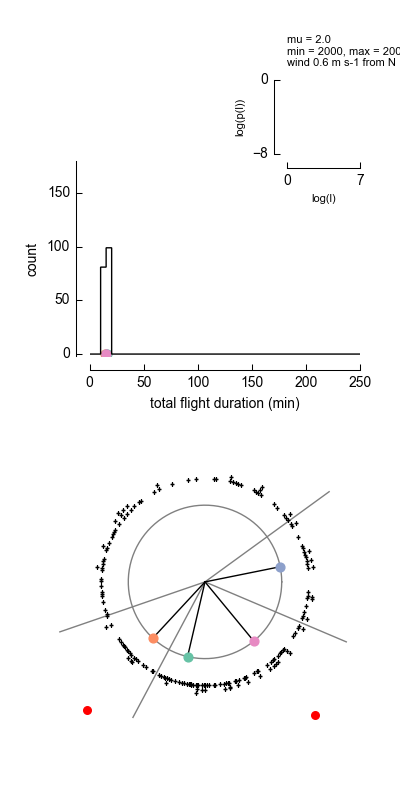 mu = 2.0
min = 2000, max = 200
wind 0.6 m s-1 from N
0
log(p(l))
−8
0 7
log(l)
150
100
50
0
count
0 50 100 150 200 250
total flight duration (min)